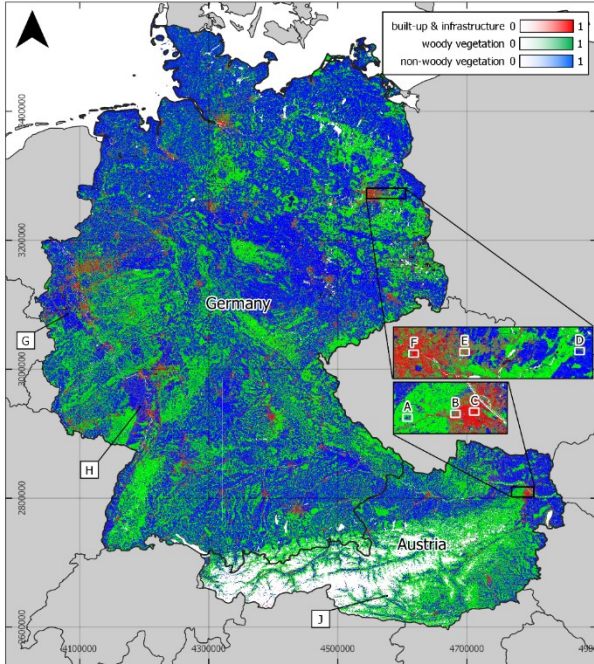 built-up & infrastructure 0 1
woody vegetation 0 1
non-woody vegetation 0 1
3400000
3200000
Germany
G
F
E
D
3000000
A
B
C
H
2800000
Austria
J
2600000
4100000
4300000
4500000
4700000